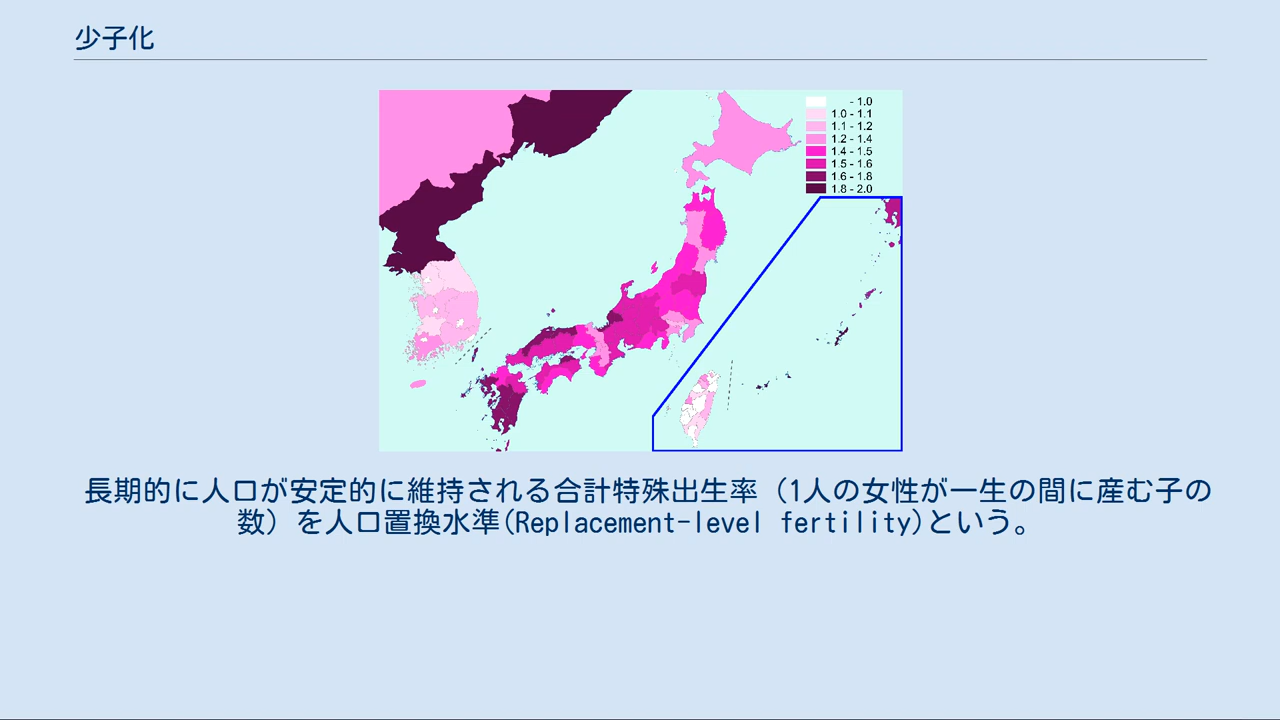 少子化
- 1.0
1.0 - 1.1
1.1 - 1.2
1.2 - 1.4
1.4 - 1.5
1.5 - 1.6
1.6 - 1.8
1.8 - 2.0
長期的に人口が安定的に維持される合計特殊出生率（1人の女性が一生の間に産む子の
数）を人口置換水準(Replacement-level fertility)という。